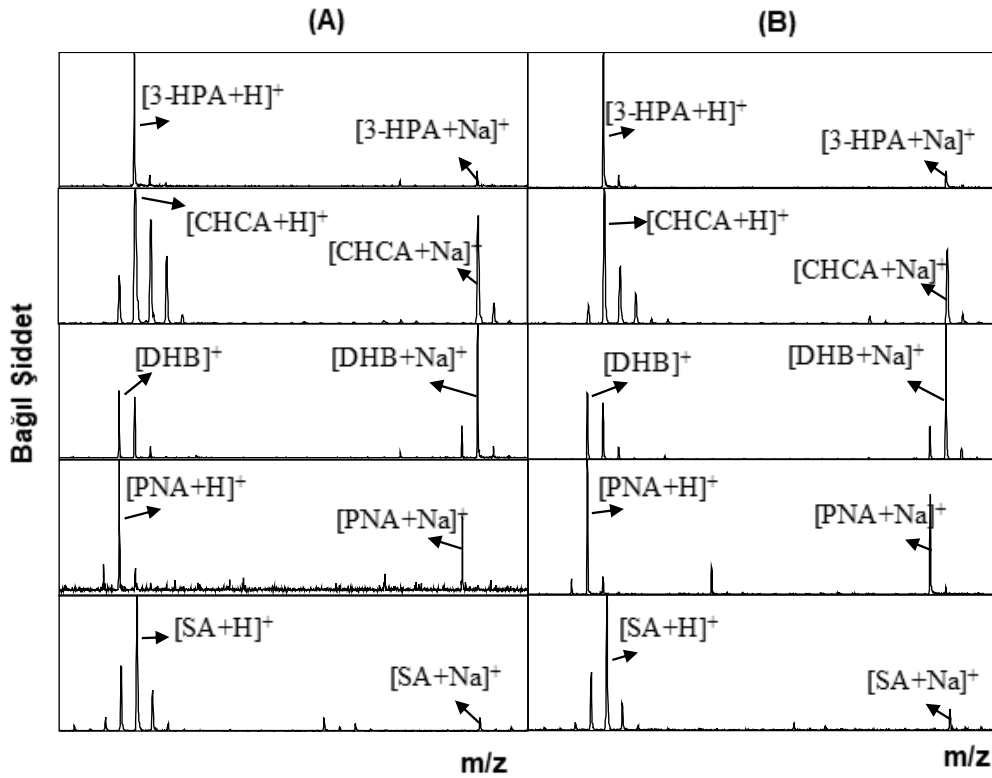 (A) (B)
[3-HPA+H]⁺ [3-HPA+H]⁺
[3-HPA+Na]⁺ [3-HPA+Na]⁺
[CHCA+H]⁺ [CHCA+H]⁺
[CHCA+Na]⁺ [CHCA+Na]⁺
Bağıl Şiddet
[DHB]⁺ [DHB+Na]⁺ [DHB]⁺ [DHB+Na]⁺
[PNA+H]⁺ [PNA+H]⁺
[PNA+Na]⁺ [PNA+Na]⁺
[SA+H]⁺ [SA+H]⁺
[SA+Na]⁺ [SA+Na]⁺
m/z m/z